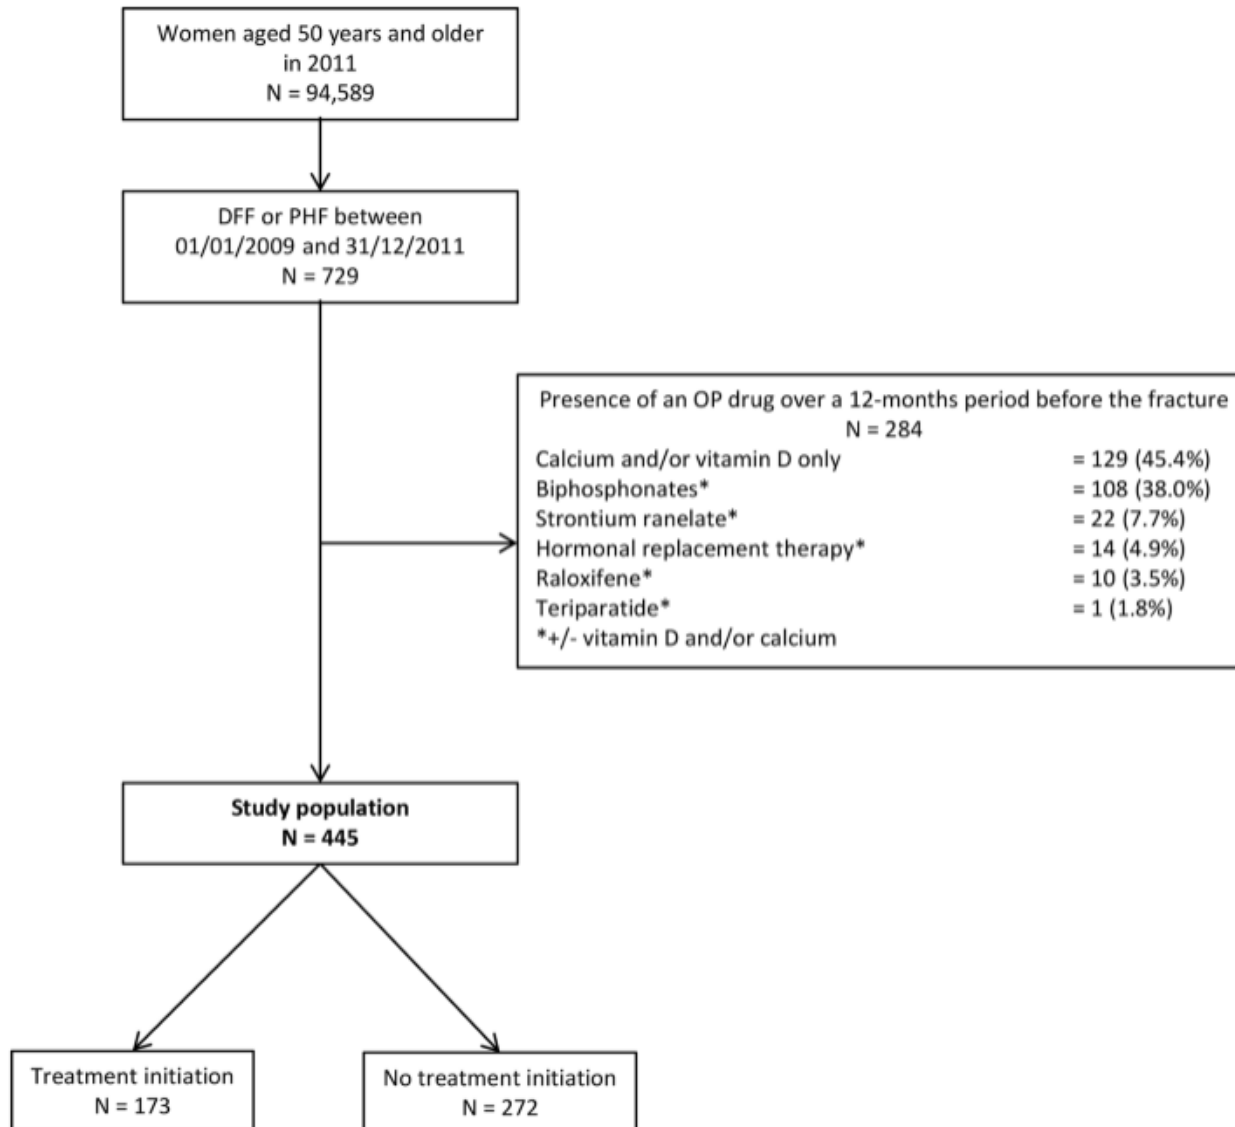 Women aged 50 years and older
in 2011
N = 94,589
DFF or PHF between
01/01/2009 and 31/12/2011
N = 729
Presence of an OP drug over a 12-months period before the fracture
N = 284
Calcium and/or vitamin D only = 129 (45.4%)
Biphosphonates* = 108 (38.0%)
Strontium ranelate* = 22 (7.7%)
Hormonal replacement therapy* = 14 (4.9%)
Raloxifene* = 10 (3.5%)
Teriparatide* = 1 (1.8%)
*+/- vitamin D and/or calcium
Study population
N = 445
Treatment initiation
N = 173
No treatment initiation
N = 272